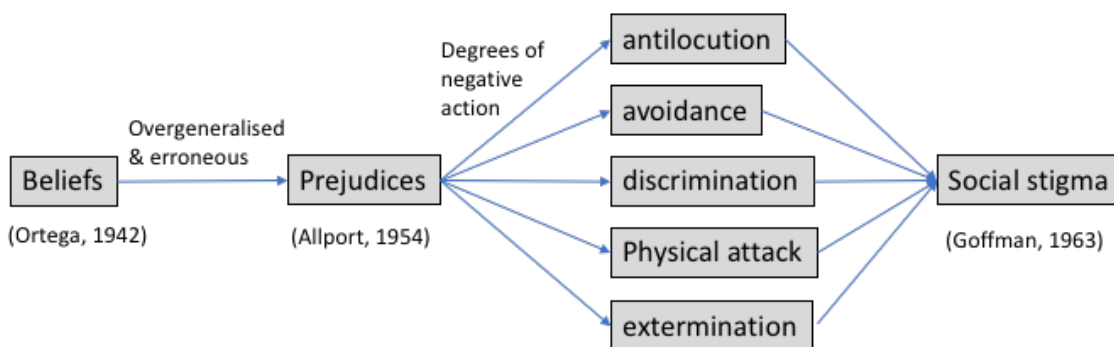 antilocution
Degrees of
negative
action
avoidance
Overgeneralised
& erroneous
Beliefs
Prejudices
discrimination
Social stigma
(Ortega, 1942)
(Allport, 1954)
Physical attack
(Goffman, 1963)
extermination